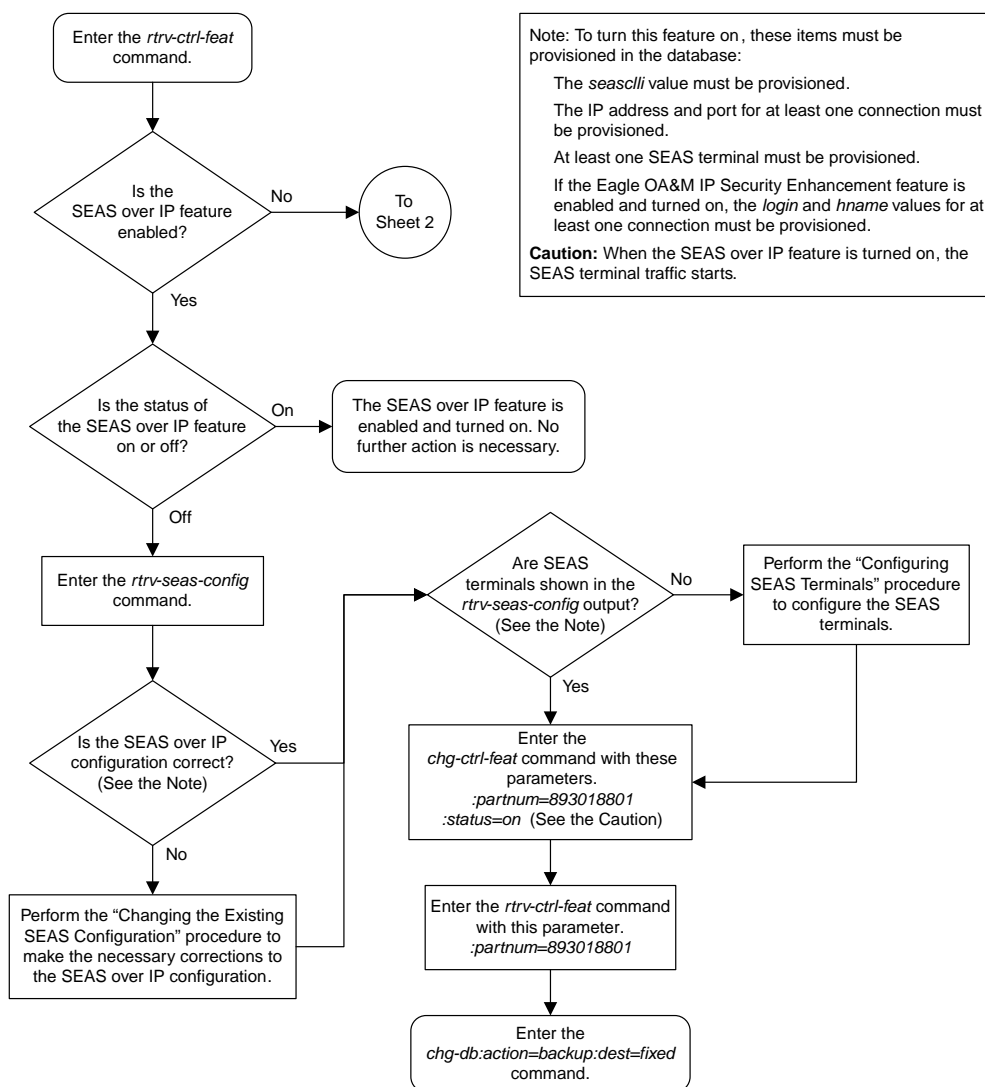 Enter the rtrv-ctrl-feat
command.
Note: To turn this feature on, these items must be
provisioned in the database:
The seasclli value must be provisioned.
The IP address and port for at least one connection must
be provisioned.
At least one SEAS terminal must be provisioned.
If the Eagle OA&M IP Security Enhancement feature is
enabled and turned on, the login and hname values for at
least one connection must be provisioned.
Caution: When the SEAS over IP feature is turned on, the
SEAS terminal traffic starts.
Is the
SEAS over IP feature
enabled?
No
To
Sheet 2
Yes
Is the status of
the SEAS over IP feature
on or off?
On
The SEAS over IP feature is
enabled and turned on. No
further action is necessary.
Off
Enter the rtrv-seas-config
command.
Is the SEAS over IP
configuration correct?
(See the Note)
Yes
No
Perform the “Changing the Existing
SEAS Configuration” procedure to
make the necessary corrections to
the SEAS over IP configuration.
Are SEAS
terminals shown in the
rtrv-seas-config output?
(See the Note)
No
Perform the “Configuring
SEAS Terminals” procedure
to configure the SEAS
terminals.
Yes
Enter the
chg-ctrl-feat command with these
parameters.
:partnum=893018801
:status=on (See the Caution)
Enter the rtrv-ctrl-feat command
with this parameter.
:partnum=893018801
Enter the
chg-db:action=backup:dest=fixed
command.